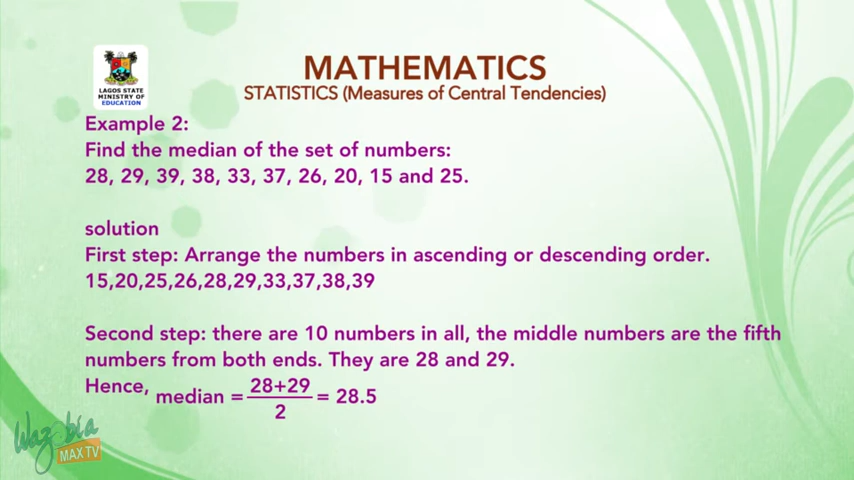 LAGOS STATE
MINISTRY OF
EDUCATION
MATHEMATICS
STATISTICS (Measures of Central Tendencies)
Example 2:
Find the median of the set of numbers:
28, 29, 39, 38, 33, 37, 26, 20, 15 and 25.
solution
First step: Arrange the numbers in ascending or descending order.
15,20,25,26,28,29,33,37,38,39
Second step: there are 10 numbers in all, the middle numbers are the fifth
numbers from both ends. They are 28 and 29.
Hence, median = 28+29 / 2 = 28.5
Wazobia
MAX TV